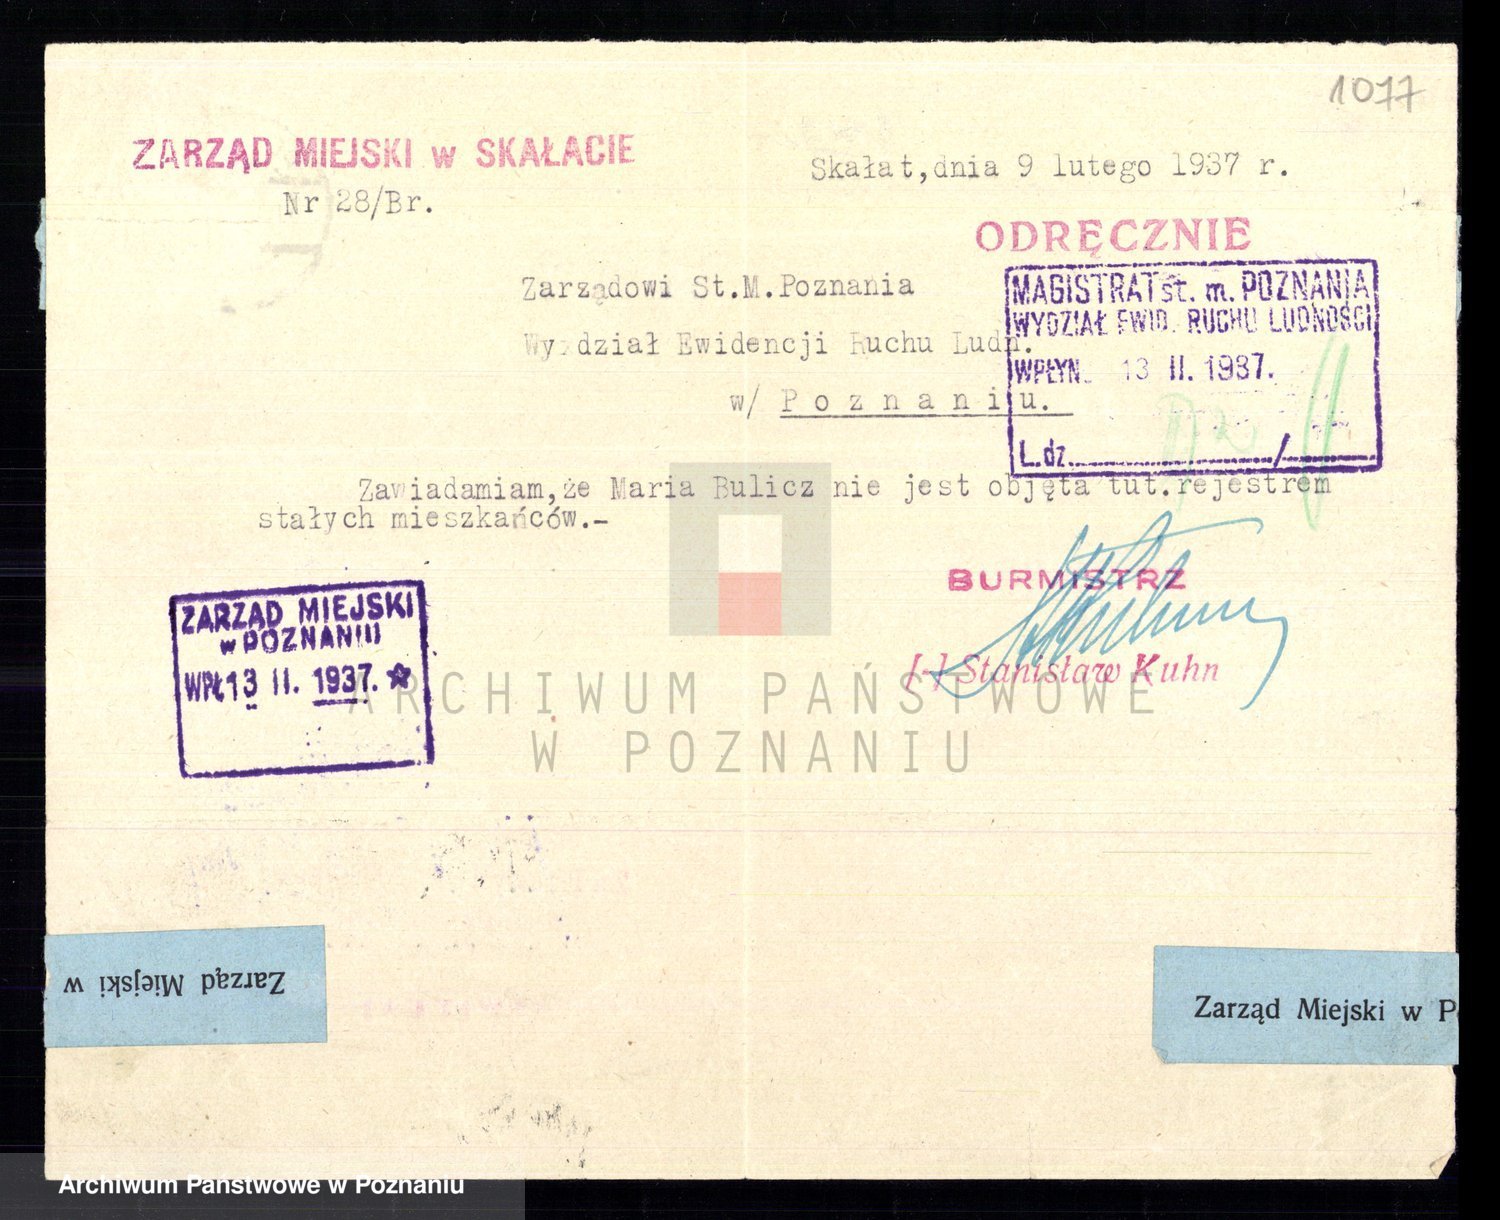 1077
ZARZĄD MIEJSKI w SKAŁACIE
Skałat,dnia 9 lutego 1937 r.
Nr 28/Br.
ODRĘCZNIE
Zarządowi St.M.Poznania
MAGISTRAT st. m. POZNANIA
WYDZIAŁ EWID. RUCHU LUDNOŚCI
Wydział Ewidencji Ruchu Ludn.
WPŁYN. 13 II. 1937.
w/ Poznaniu.
L.dz. /
Zawiadamiam,że Maria Bulicz nie jest objęta tut.rejestrem
stałych mieszkańców.-
BURMISTRZ
[-] Stanisław Kuhn
ZARZĄD MIEJSKI
w POZNANIU
WPŁ 13 II. 1937.
ARCHIWUM PAŃSTWOWE
W POZNANIU
Zarząd Miejski w
Zarząd Miejski w P
Archiwum Państwowe w Poznaniu